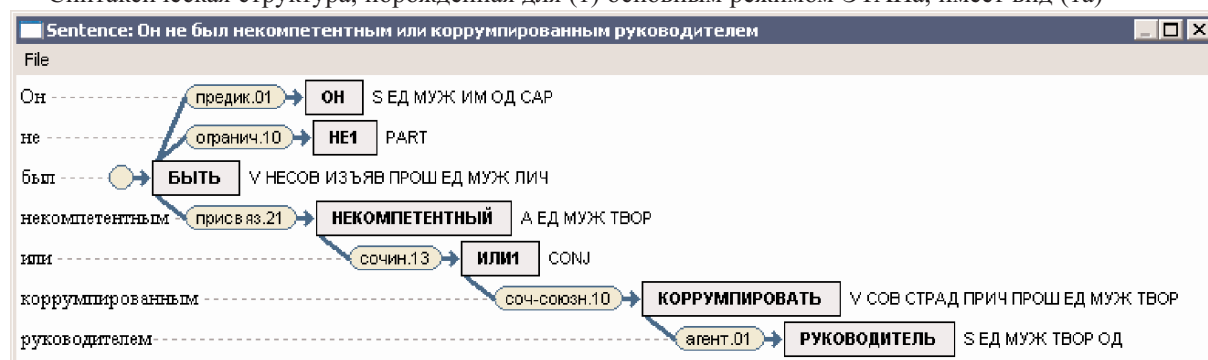 Синтаксическая структура, порожденная для (1) основным режимом ЭТАПа, имеет вид (1а)
Sentence: Он не был некомпетентным или коррумпированным руководителем
File
Он предик.01 ОН S ЕД МУЖ ИМ ОД CAP
не огранич.10 НЕ1 PART
был БЫТЬ V НЕСОВ ИЗЪЯВ ПРОШ ЕД МУЖ ЛИЧ
некомпетентным присвяз.21 НЕКОМПЕТЕНТНЫЙ A ЕД МУЖ ТВОР
или сочин.13 ИЛИ1 CONJ
коррумпированным соч-союзн.10 КОРРУМПИРОВАТЬ V СОВ СТРАД ПРИЧ ПРОШ ЕД МУЖ ТВОР
руководителем агент.01 РУКОВОДИТЕЛЬ S ЕД МУЖ ТВОР ОД